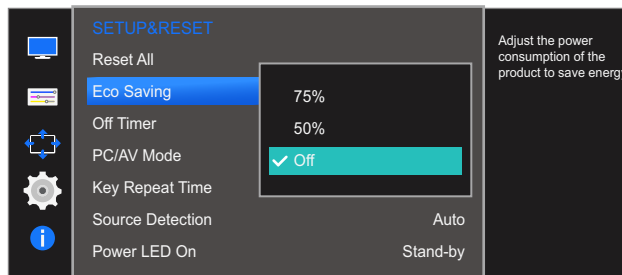 SETUP&RESET
Reset All
Eco Saving
Off Timer
PC/AV Mode
Key Repeat Time
Source Detection Auto
Power LED On Stand-by
75%
50%
Off
Adjust the power
consumption of the
product to save energy